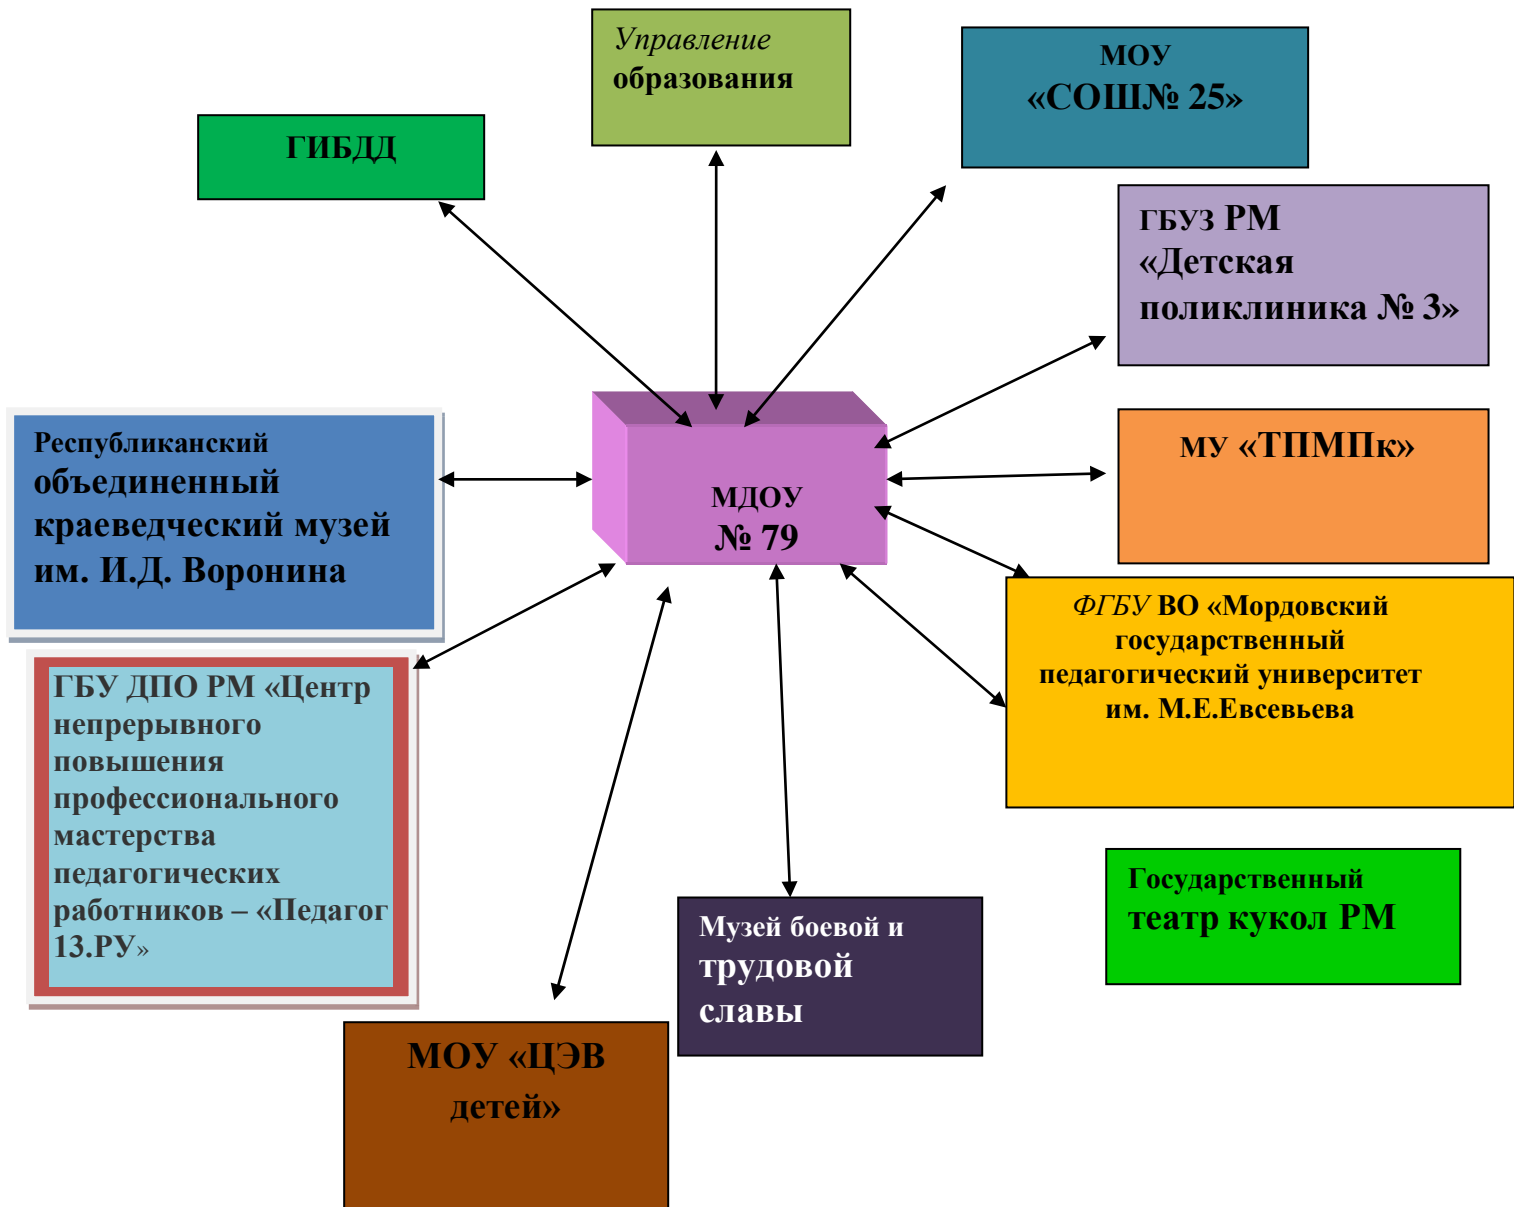 Управление
образования
МОУ
«СОШ№ 25»
ГИБДД
ГБУЗ РМ
«Детская
поликлиника № 3»
Республиканский
объединенный
краеведческий музей
им. И.Д. Воронина
МДОУ
№ 79
МУ «ТПМПк»
ФГБУ ВО «Мордовский
государственный
педагогический университет
им. М.Е.Евсевьева
ГБУ ДПО РМ «Центр
непрерывного
повышения
профессионального
мастерства
педагогических
работников – «Педагог
13.РУ»
Государственный
театр кукол РМ
Музей боевой и
трудовой
славы
МОУ «ЦЭВ
детей»